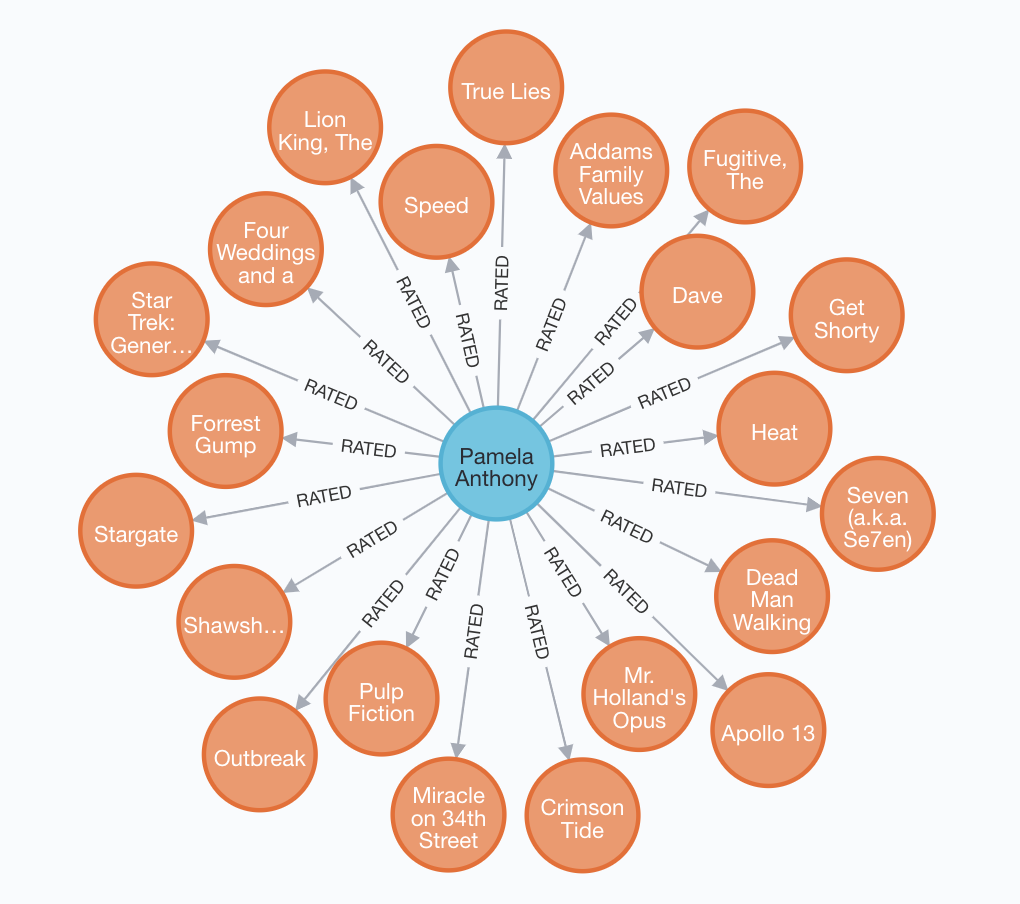 True Lies
Lion
King, The
Addams
Family
Values
Fugitive,
The
Speed
Four
Weddings
and a
Dave
Star
Trek:
Gener...
Get
Shorty
RATED
RATED
RATED
RATED
RATED
RATED
RATED
RATED
RATED
RATED
Forrest
Gump
RATED
Pamela
Anthony
RATED
Heat
RATED
RATED
Seven
(a.k.a.
Se7en)
Stargate
RATED
RATED
Dead
Man
Walking
RATED
RATED
RATED
RATED
Shawsh...
RATED
RATED
Pulp
Fiction
Mr.
Holland's
Opus
Apollo 13
Outbreak
Miracle
on 34th
Street
Crimson
Tide